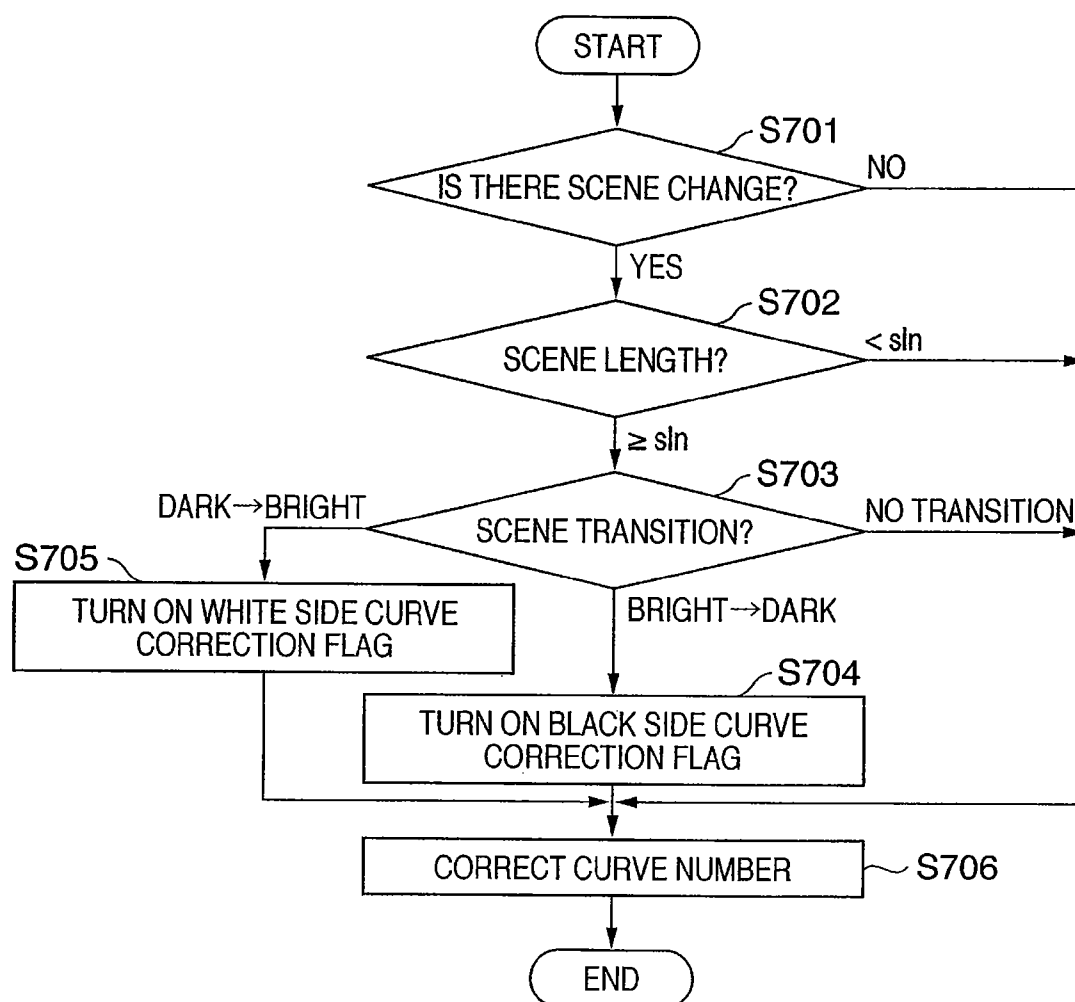 START
S701
IS THERE SCENE CHANGE?
NO
YES
S702
SCENE LENGTH?
< sln
≥ sln
S703
DARK→BRIGHT
SCENE TRANSITION?
NO TRANSITION
S705
TURN ON WHITE SIDE CURVE
CORRECTION FLAG
BRIGHT→DARK
S704
TURN ON BLACK SIDE CURVE
CORRECTION FLAG
CORRECT CURVE NUMBER
S706
END